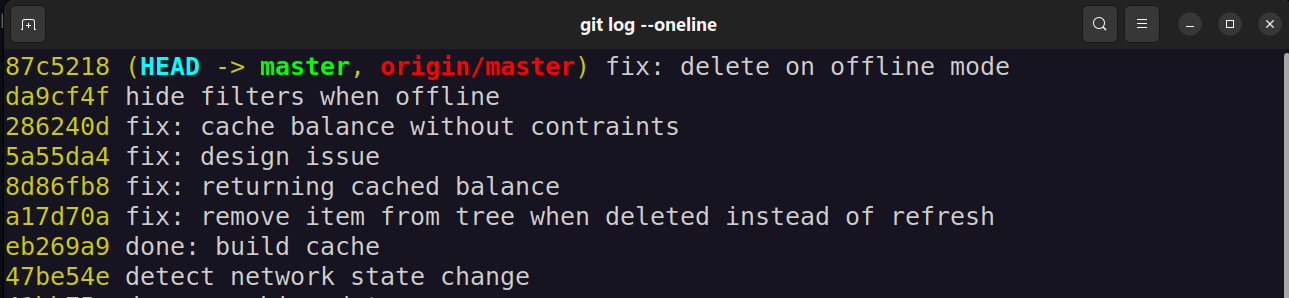 git log --oneline
87c5218 (HEAD -> master, origin/master) fix: delete on offline mode
da9cf4f hide filters when offline
286240d fix: cache balance without contraints
5a55da4 fix: design issue
8d86fb8 fix: returning cached balance
a17d70a fix: remove item from tree when deleted instead of refresh
eb269a9 done: build cache
47be54e detect network state change